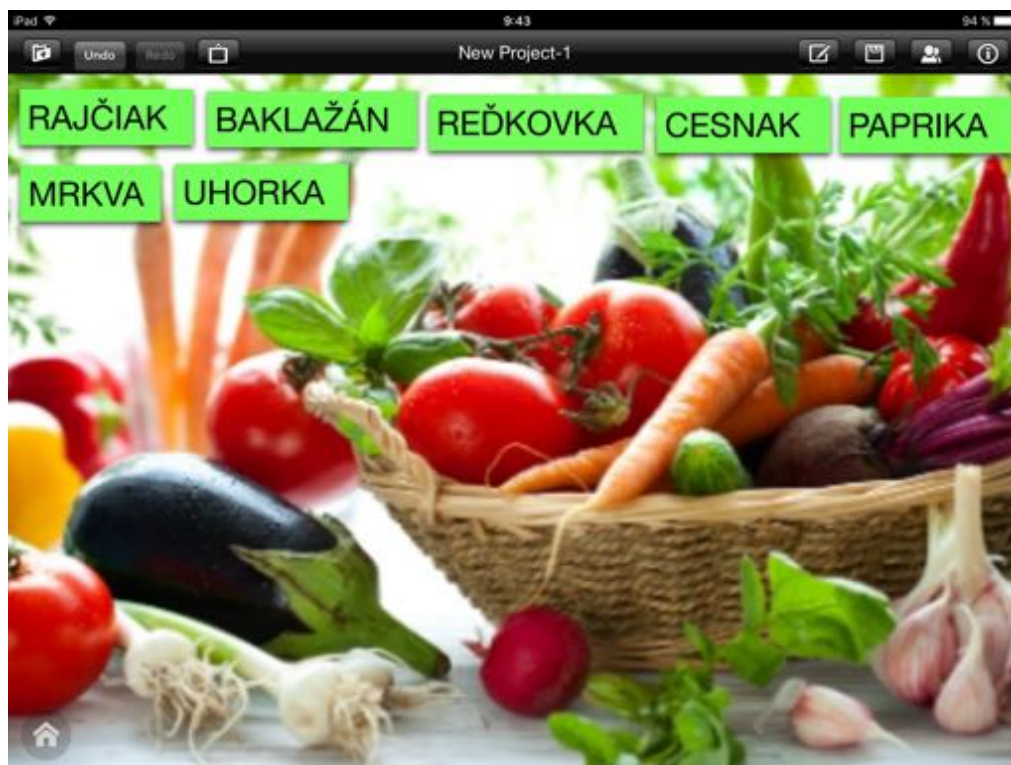 iPad 9:43 94 %
Undo Redo New Project-1
RAJČIAK BAKLAŽÁN REĎKOVKA CESNAK PAPRIKA
MRKVA UHORKA